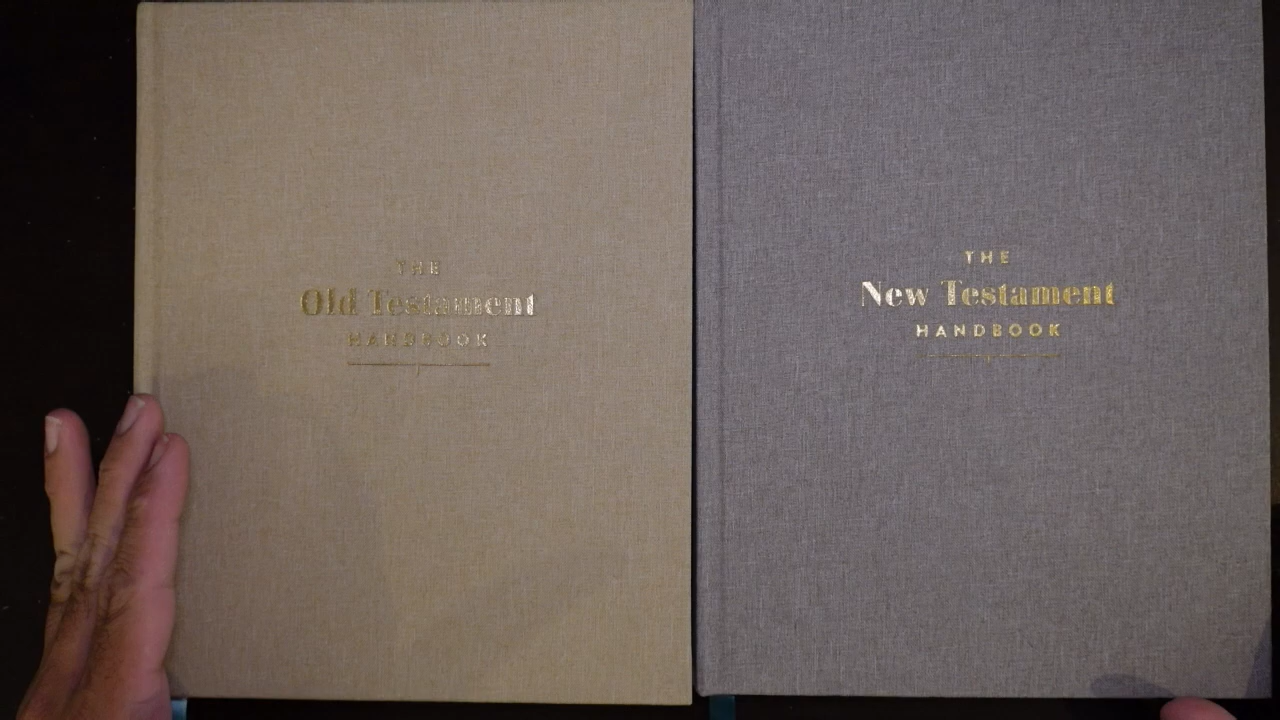 THE
Old Testament
HANDBOOK
THE
New Testament
HANDBOOK